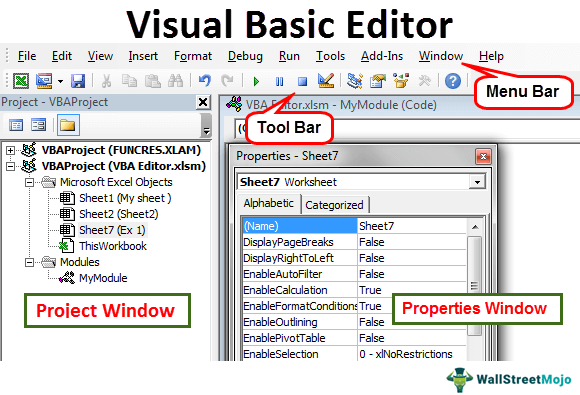 Visual Basic Editor
File Edit View Insert Format Debug Run Tools Add-Ins Window Help
Menu Bar
Tool Bar
Project - VBAProject
VBA Editor.xlsm - MyModule (Code)
VBAProject (FUNCRES.XLAM)
VBAProject (VBA Editor.xlsm)
Microsoft Excel Objects
Sheet1 (My sheet )
Sheet2 (Sheet2)
Sheet7 (Ex 1)
ThisWorkbook
Modules
MyModule
Project Window
Properties - Sheet7
Sheet7 Worksheet
Alphabetic Categorized
(Name) Sheet7
DisplayPageBreaks False
DisplayRightToLeft False
EnableAutoFilter False
EnableCalculation True
EnableFormatConditions True
EnableOutlining False
EnablePivotTable False
EnableSelection 0 - xlNoRestrictions
Properties Window
WallStreetMojo